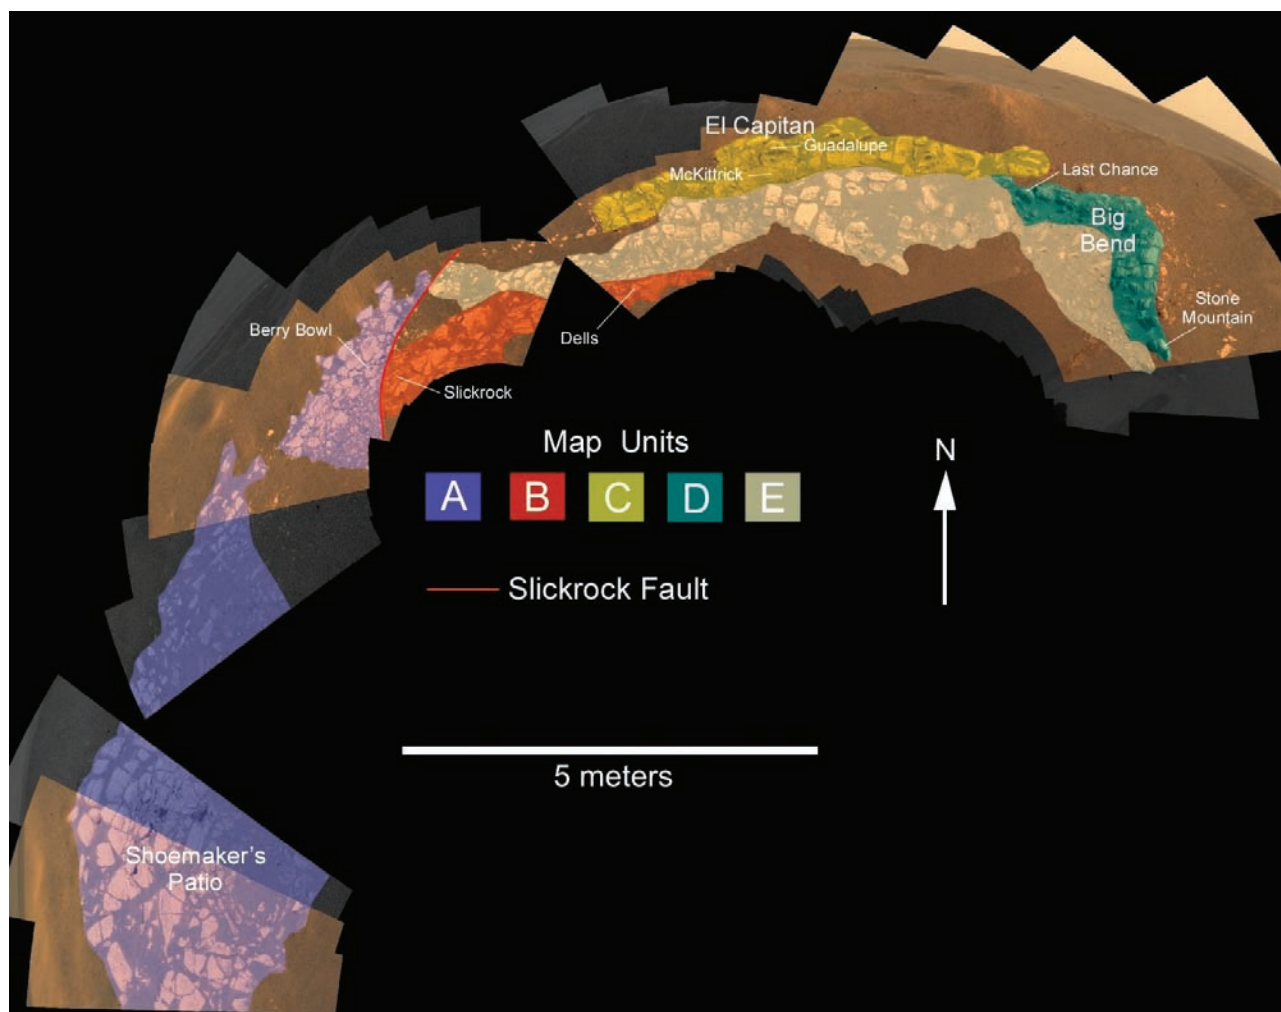 El Capitan
Guadalupe
McKittrick
Last Chance
Big
Bend
Stone
Mountain
Berry Bowl
Dells
Slickrock
Map Units
A B C D E
N
Slickrock Fault
5 meters
Shoemaker's
Patio